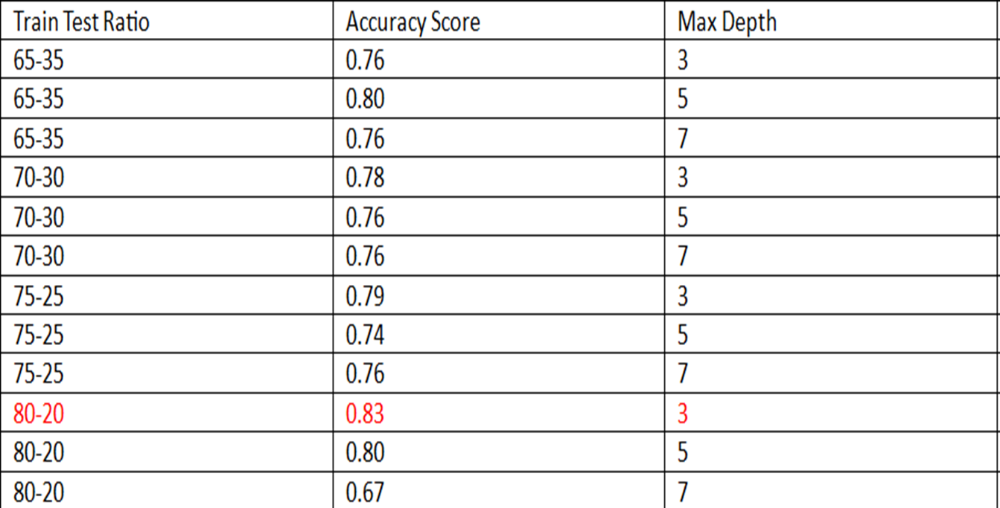 Train Test Ratio Accuracy Score Max Depth
65-35 0.76 3
65-35 0.80 5
65-35 0.76 7
70-30 0.78 3
70-30 0.76 5
70-30 0.76 7
75-25 0.79 3
75-25 0.74 5
75-25 0.76 7
80-20 0.83 3
80-20 0.80 5
80-20 0.67 7